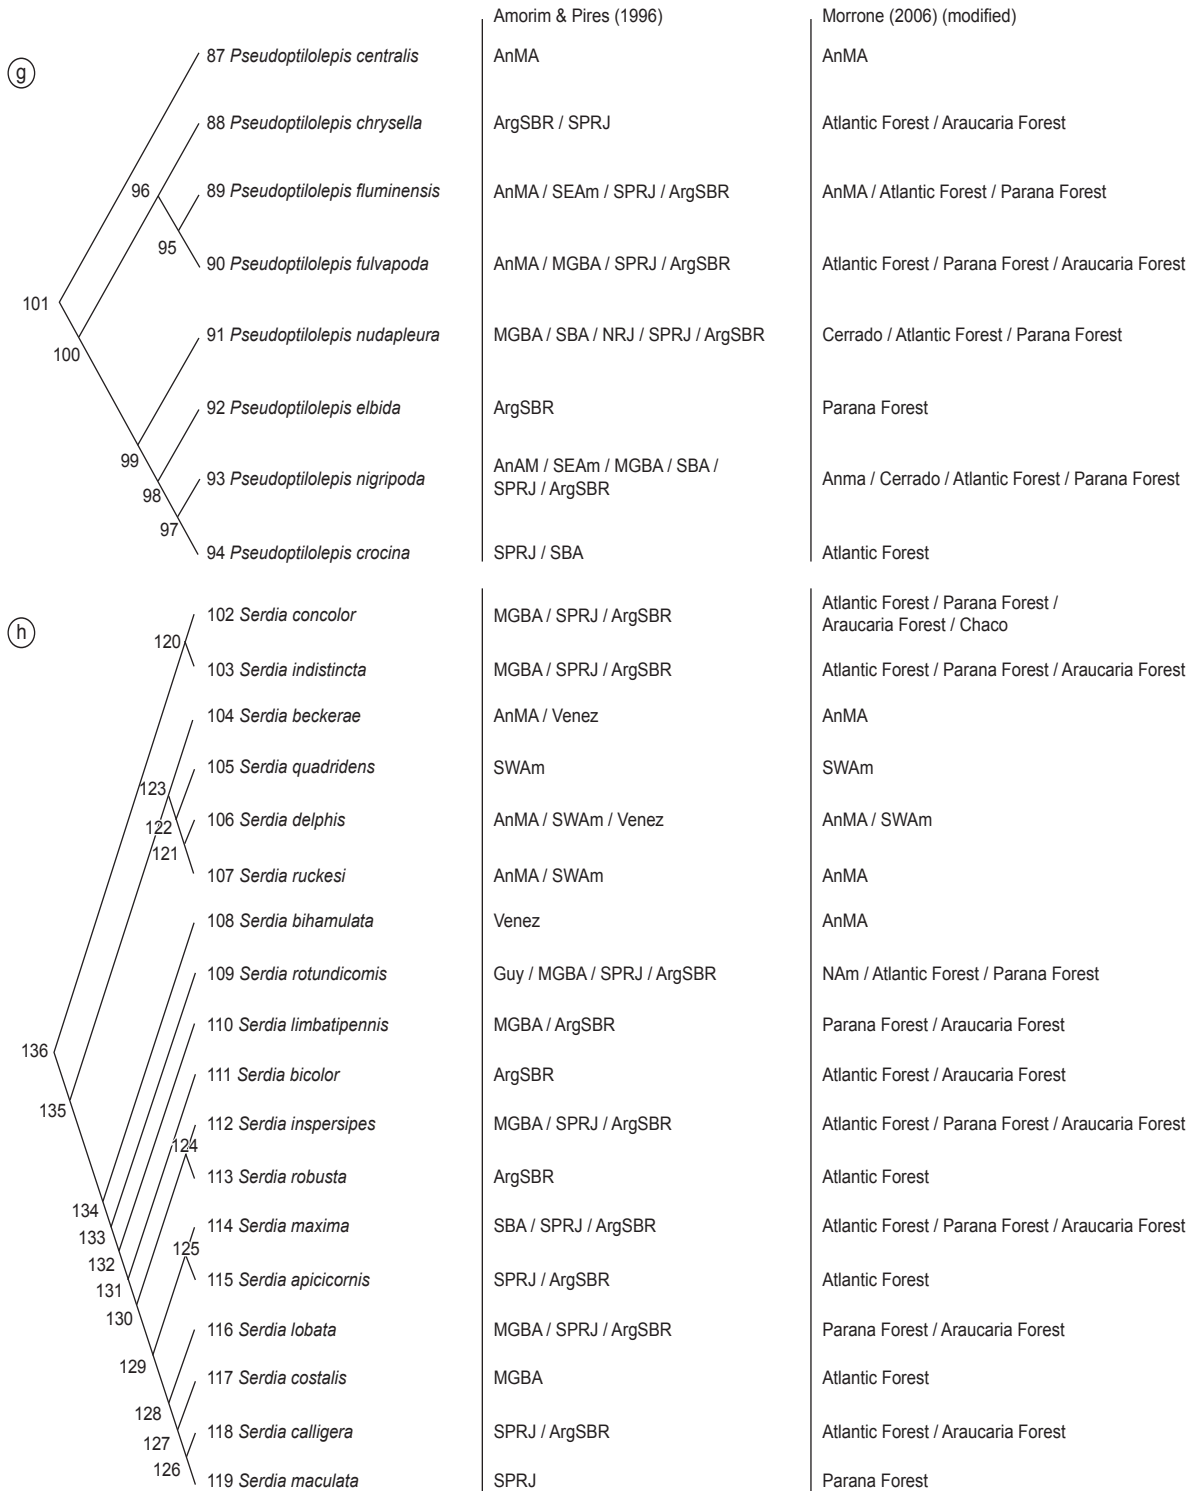 Amorim & Pires (1996) Morrone (2006) (modified)
g
87 Pseudoptilolepis centralis AnMA AnMA
88 Pseudoptilolepis chrysella ArgSBR / SPRJ Atlantic Forest / Araucaria Forest
96
89 Pseudoptilolepis fluminensis AnMA / SEAm / SPRJ / ArgSBR AnMA / Atlantic Forest / Parana Forest
95
90 Pseudoptilolepis fulvapoda AnMA / MGBA / SPRJ / ArgSBR Atlantic Forest / Parana Forest / Araucaria Forest
101
91 Pseudoptilolepis nudapleura MGBA / SBA / NRJ / SPRJ / ArgSBR Cerrado / Atlantic Forest / Parana Forest
100
92 Pseudoptilolepis elbida ArgSBR Parana Forest
99
93 Pseudoptilolepis nigripoda AnAM / SEAm / MGBA / SBA /
SPRJ / ArgSBR Anma / Cerrado / Atlantic Forest / Parana Forest
98
97
94 Pseudoptilolepis crocina SPRJ / SBA Atlantic Forest
h
102 Serdia concolor MGBA / SPRJ / ArgSBR Atlantic Forest / Parana Forest /
Araucaria Forest / Chaco
120
103 Serdia indistincta MGBA / SPRJ / ArgSBR Atlantic Forest / Parana Forest / Araucaria Forest
104 Serdia beckerae AnMA / Venez AnMA
105 Serdia quadridens SWAm SWAm
123
106 Serdia delphis AnMA / SWAm / Venez AnMA / SWAm
122
121
107 Serdia ruckesi AnMA / SWAm AnMA
108 Serdia bihamulata Venez AnMA
109 Serdia rotundicomis Guy / MGBA / SPRJ / ArgSBR NAm / Atlantic Forest / Parana Forest
110 Serdia limbatipennis MGBA / ArgSBR Parana Forest / Araucaria Forest
136
111 Serdia bicolor ArgSBR Atlantic Forest / Araucaria Forest
135
112 Serdia inspersipes MGBA / SPRJ / ArgSBR Atlantic Forest / Parana Forest / Araucaria Forest
124
113 Serdia robusta ArgSBR Atlantic Forest
134
114 Serdia maxima SBA / SPRJ / ArgSBR Atlantic Forest / Parana Forest / Araucaria Forest
133
125
132
115 Serdia apicicornis SPRJ / ArgSBR Atlantic Forest
131
130
116 Serdia lobata MGBA / SPRJ / ArgSBR Parana Forest / Araucaria Forest
129
117 Serdia costalis MGBA Atlantic Forest
128
118 Serdia calligera SPRJ / ArgSBR Atlantic Forest / Araucaria Forest
127
126
119 Serdia maculata SPRJ Parana Forest